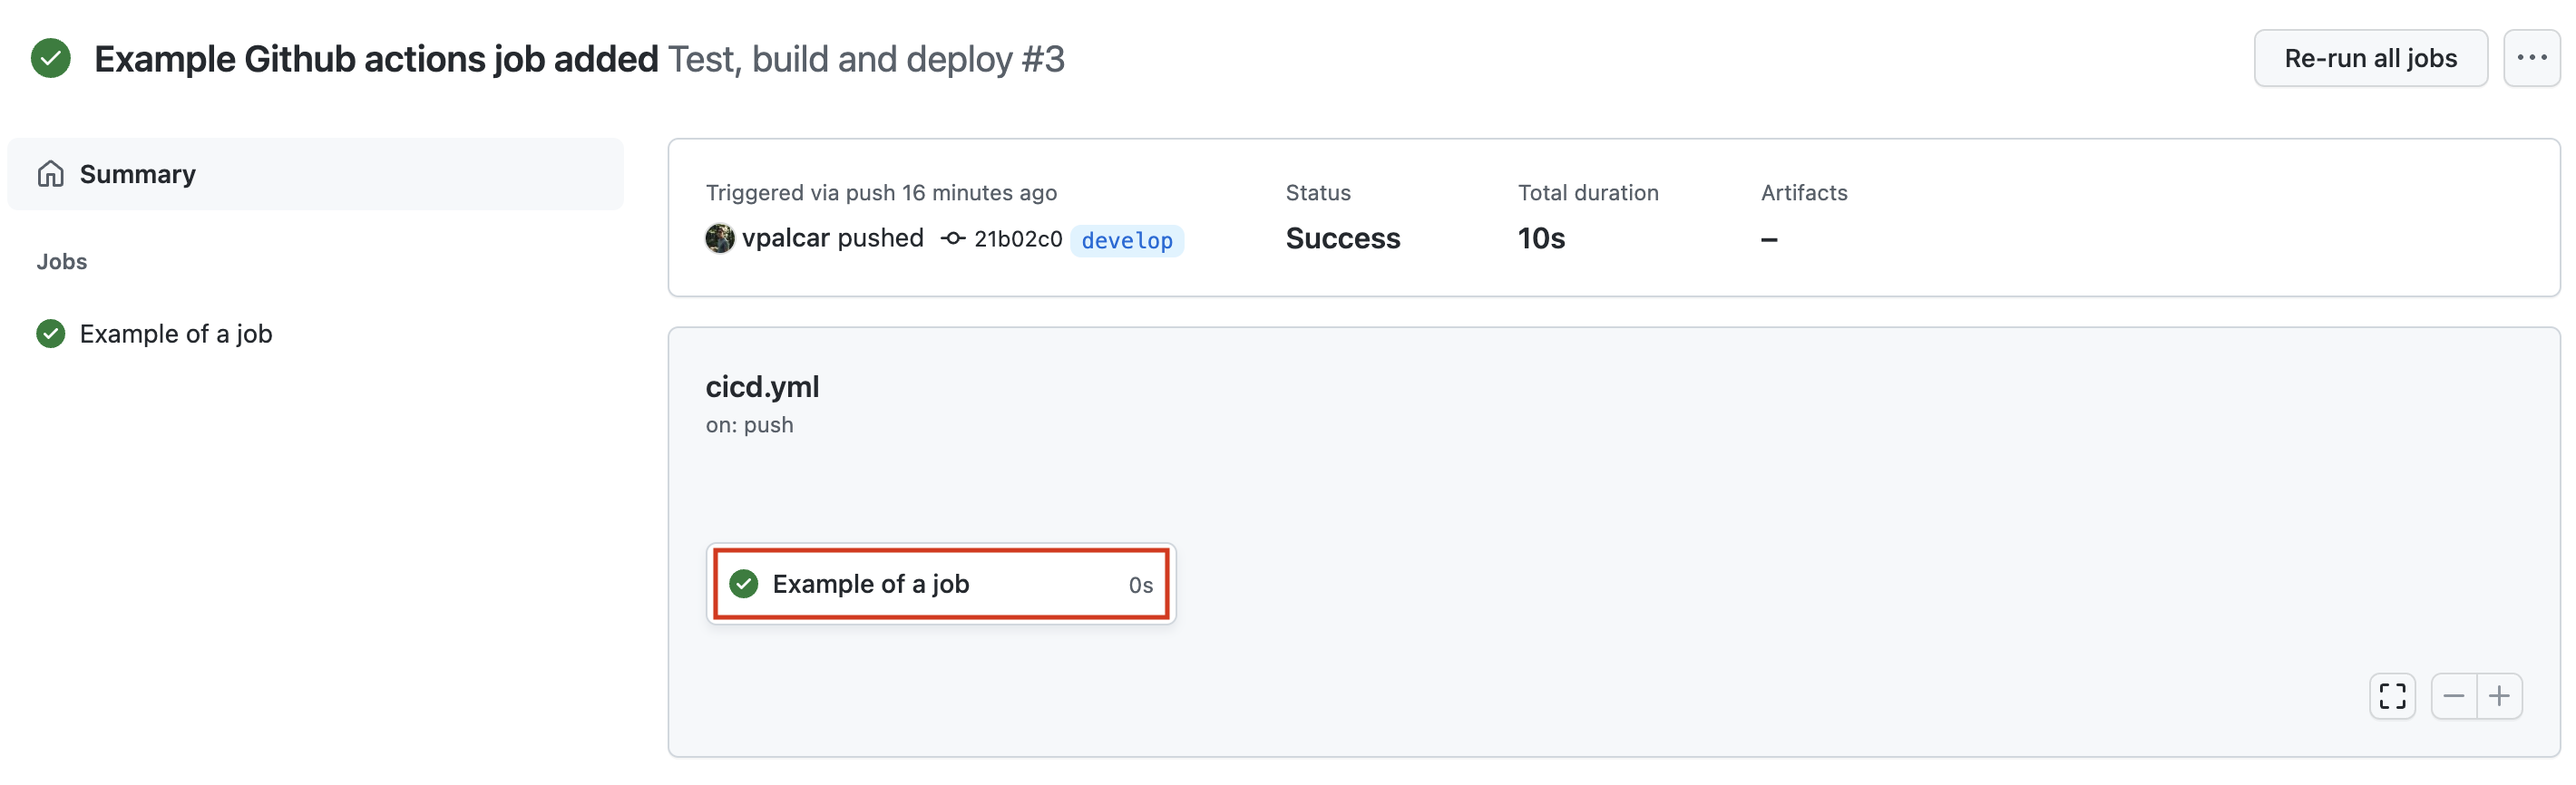 Example Github actions job added Test, build and deploy #3
Re-run all jobs
Summary
Jobs
Example of a job
Triggered via push 16 minutes ago
vpalcar pushed 21b02c0 develop
Status
Success
Total duration
10s
Artifacts
–
cicd.yml
on: push
Example of a job 0s